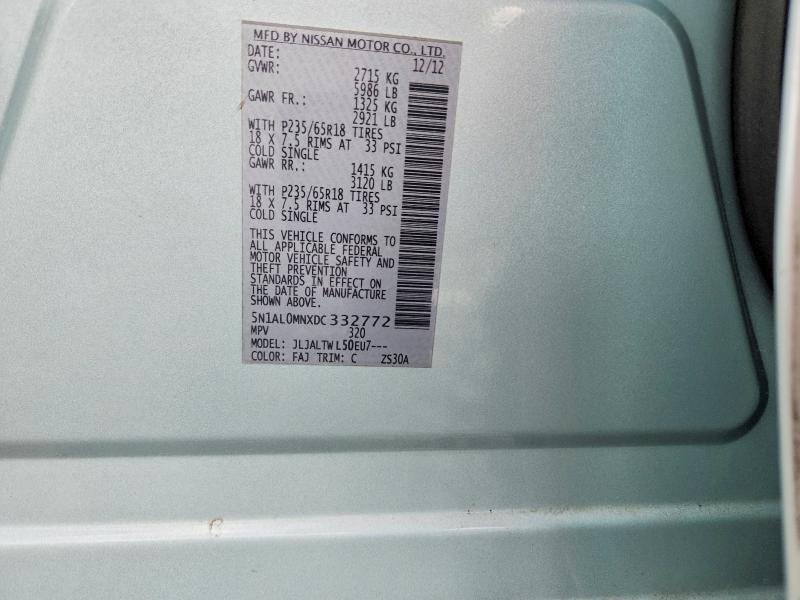 MFD BY NISSAN MOTOR CO., LTD.
DATE: 12/12
GVWR: 2715 KG
5986 LB
GAWR FR.: 1325 KG
2921 LB
WITH P235/65R18 TIRES
18 X 7.5 RIMS AT 33 PSI
COLD SINGLE
GAWR RR.: 1415 KG
3120 LB
WITH P235/65R18 TIRES
18 X 7.5 RIMS AT 33 PSI
COLD SINGLE
THIS VEHICLE CONFORMS TO
ALL APPLICABLE FEDERAL
MOTOR VEHICLE SAFETY AND
THEFT PREVENTION
STANDARDS IN EFFECT ON
THE DATE OF MANUFACTURE
SHOWN ABOVE.
5N1AL0MNXDC332772
MPV 320
MODEL: JLJALTWL50EU7---
COLOR: FAJ TRIM: C ZS30A